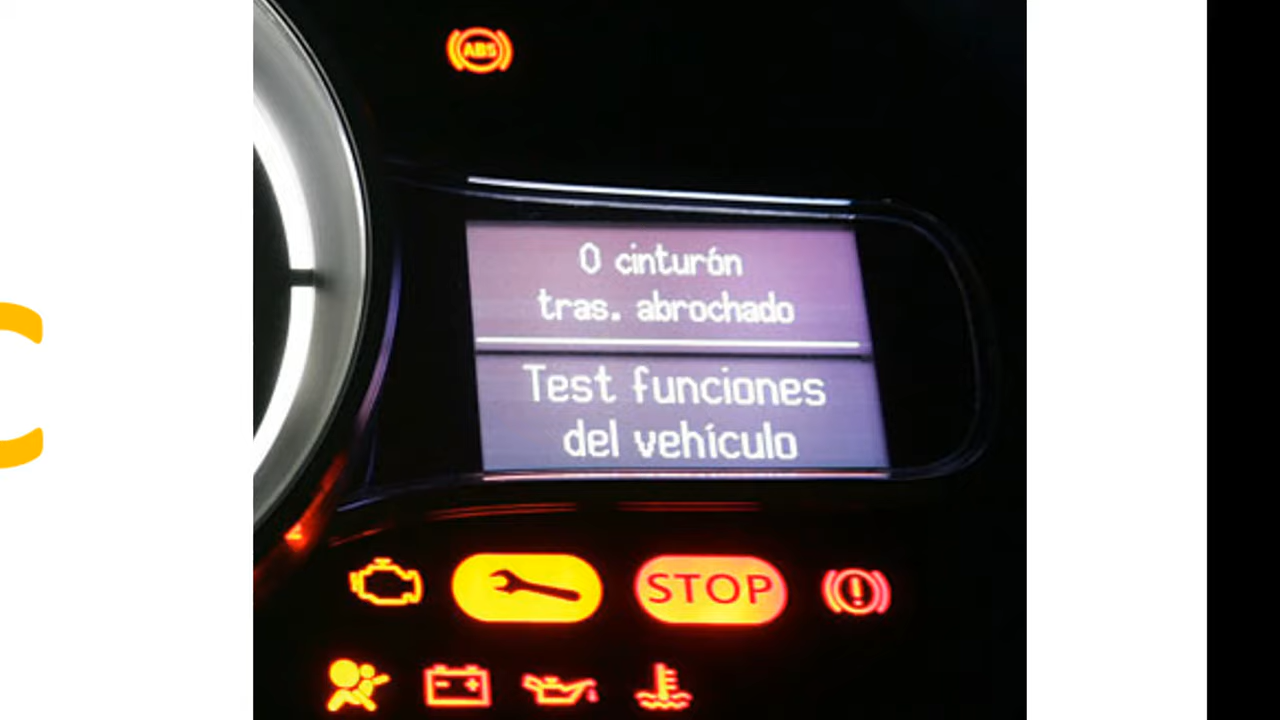 ABS
0 cinturón
tras. abrochado
Test funciones
del vehículo
STOP